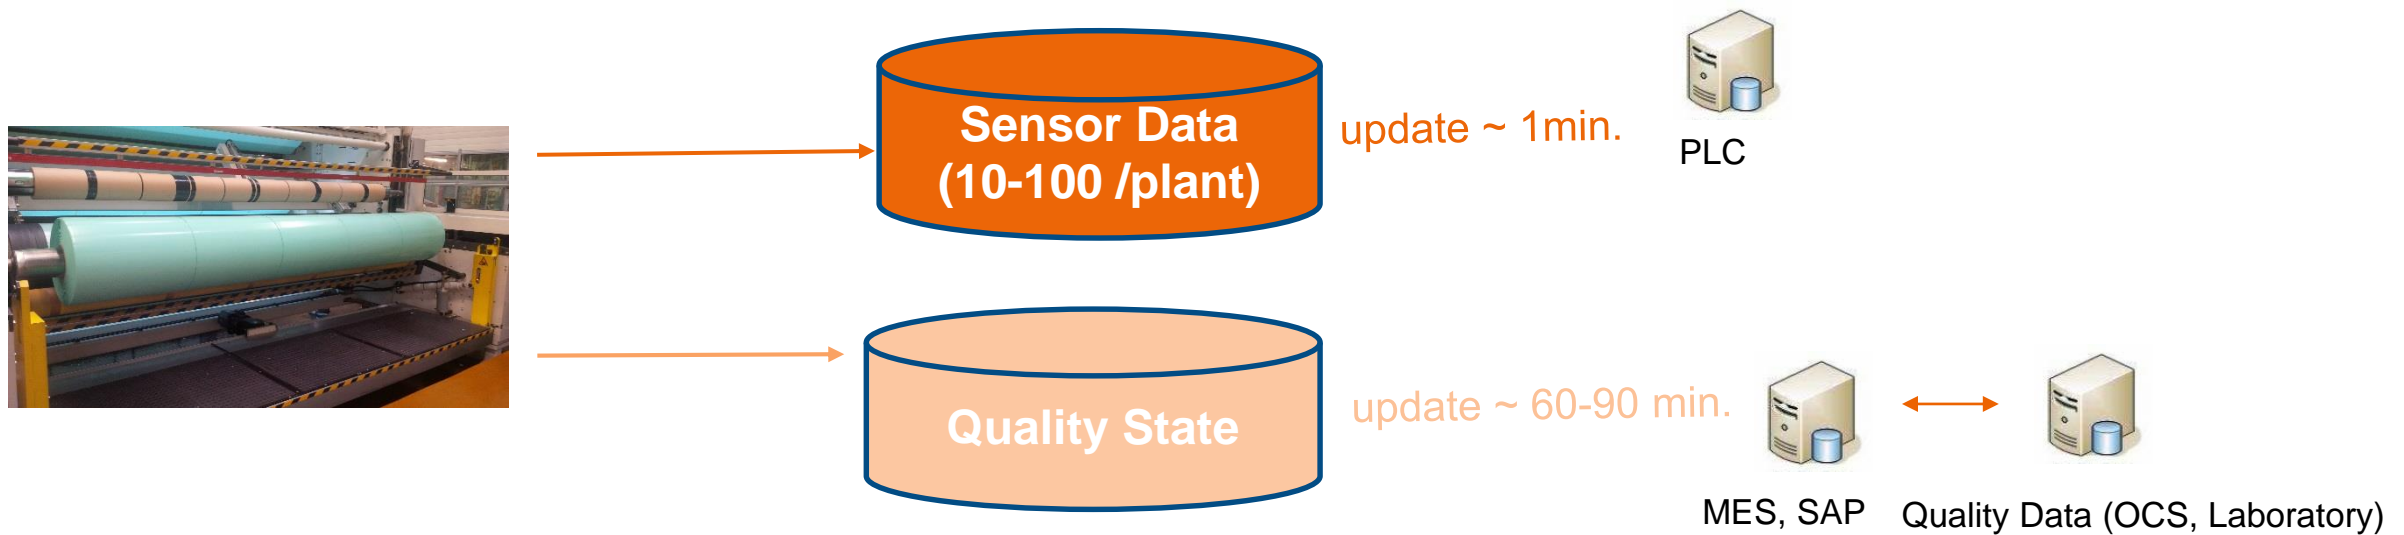 Sensor Data
(10-100 /plant)
update ~ 1min.
PLC
Quality State
update ~ 60-90 min.
MES, SAP
Quality Data (OCS, Laboratory)